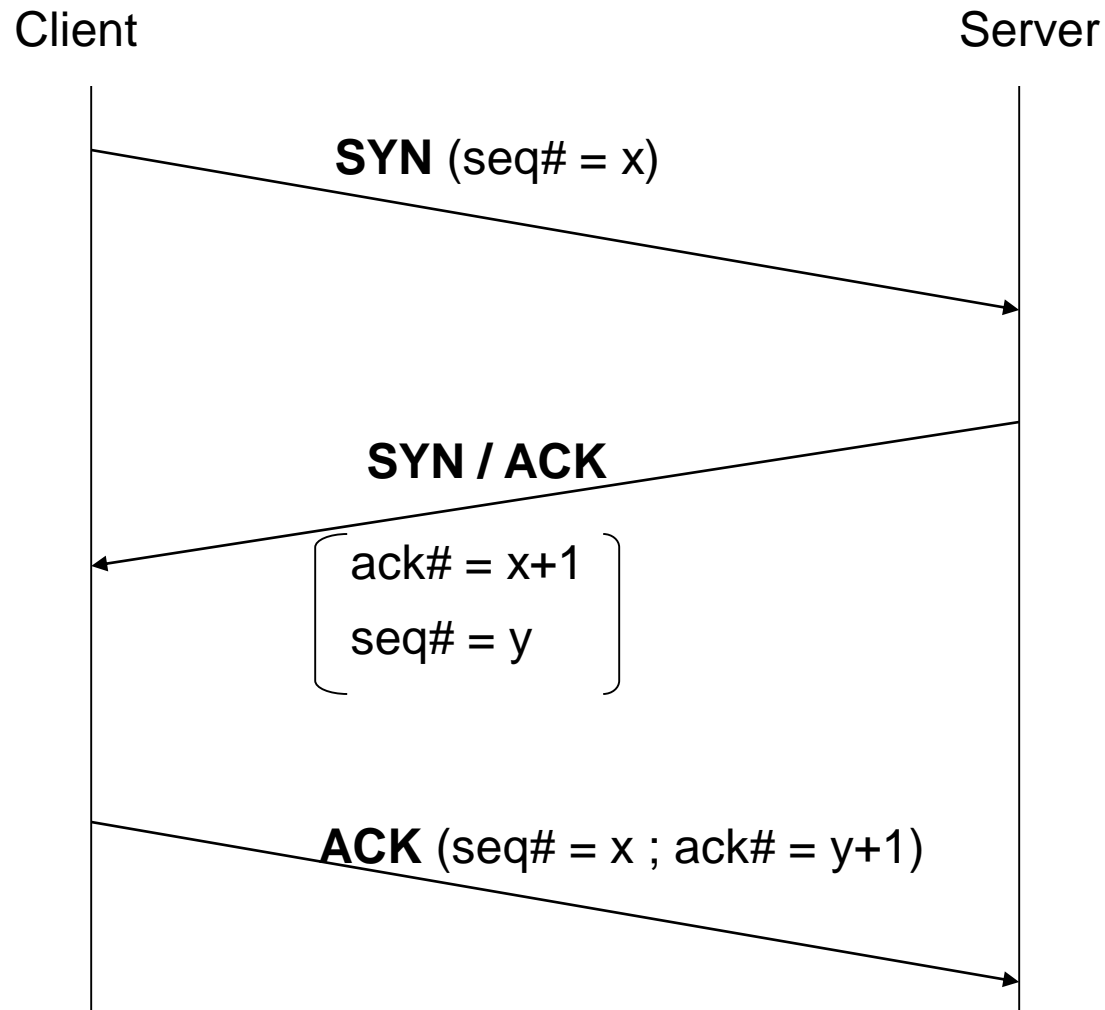 Client
Server
SYN (seq# = x)
SYN / ACK
ack# = x+1
seq# = y
ACK (seq# = x ; ack# = y+1)